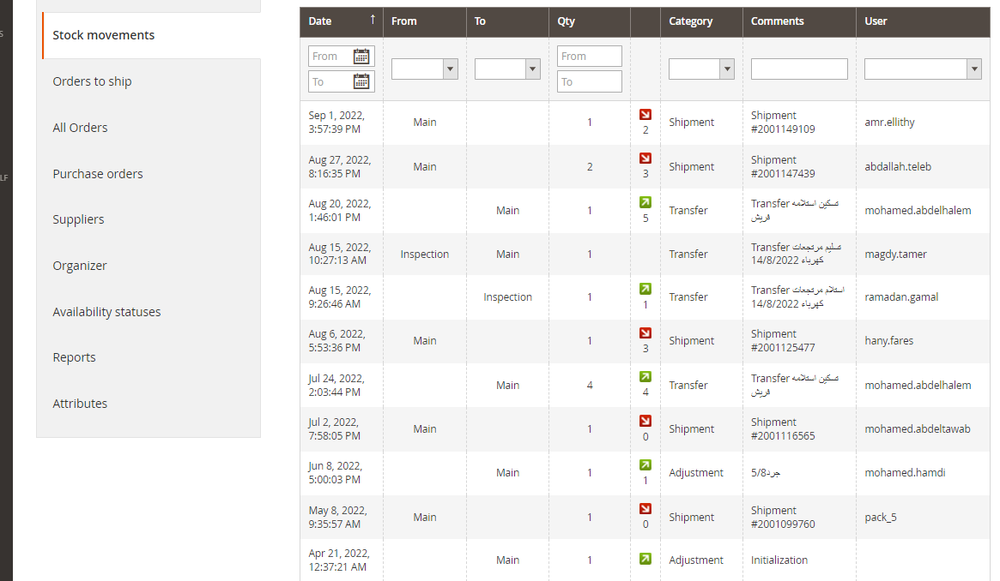 S
LF
Stock movements
Orders to ship
All Orders
Purchase orders
Suppliers
Organizer
Availability statuses
Reports
Attributes
Date ↑ From To Qty Category Comments User
From From
To To
Sep 1, 2022, 3:57:39 PM Main 1 2 Shipment Shipment #2001149109 amr.ellithy
Aug 27, 2022, 8:16:35 PM Main 2 3 Shipment Shipment #2001147439 abdallah.teleb
Aug 20, 2022, 1:46:01 PM Main 1 5 Transfer Transfer تسكين استلامه فريش mohamed.abdelhalem
Aug 15, 2022, 10:27:13 AM Inspection Main 1 Transfer Transfer تسليم مرتجعات كهرباء 14/8/2022 magdy.tamer
Aug 15, 2022, 9:26:46 AM Inspection 1 1 Transfer Transfer استلام مرتجعات كهرباء 14/8/2022 ramadan.gamal
Aug 6, 2022, 5:53:36 PM Main 1 3 Shipment Shipment #2001125477 hany.fares
Jul 24, 2022, 2:03:44 PM Main 4 4 Transfer Transfer تسكين استلامه فريش mohamed.abdelhalem
Jul 2, 2022, 7:58:05 PM Main 1 0 Shipment Shipment #2001116565 mohamed.abdeltawab
Jun 8, 2022, 5:00:03 PM Main 1 1 Adjustment جرد5/8 mohamed.hamdi
May 8, 2022, 9:35:57 AM Main 1 0 Shipment Shipment #2001099760 pack_5
Apr 21, 2022, 12:37:21 AM Main 1 Adjustment Initialization